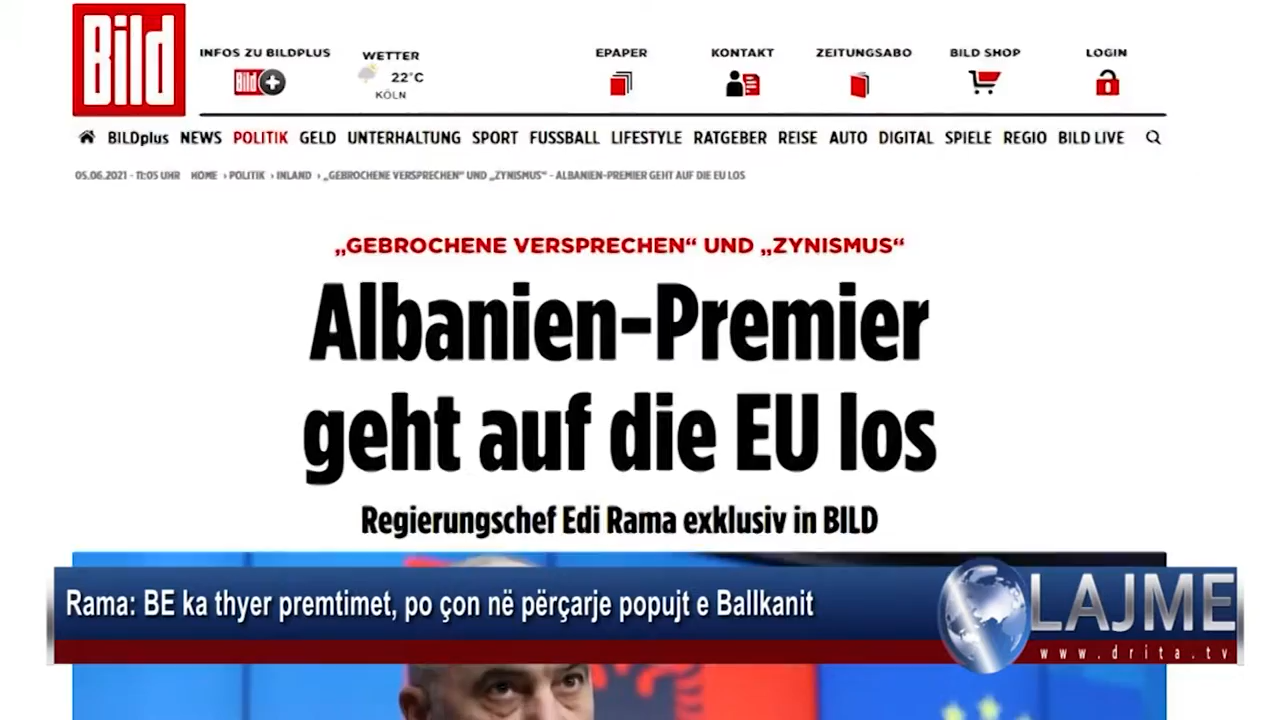 Bild
INFOS ZU BILDPLUS
Bild
WETTER
22°C
KÖLN
EPAPER
KONTAKT
ZEITUNGSABO
BILD SHOP
LOGIN
BILDplus NEWS POLITIK GELD UNTERHALTUNG SPORT FUSSBALL LIFESTYLE RATGEBER REISE AUTO DIGITAL SPIELE REGIO BILD LIVE
05.06.2021 - 11:05 UHR HOME › POLITIK › INLAND › „GEBROCHENE VERSPRECHEN“ UND „ZYNISMUS“ - ALBANIEN-PREMIER GEHT AUF DIE EU LOS
„GEBROCHENE VERSPRECHEN“ UND „ZYNISMUS“
Albanien-Premier
geht auf die EU los
Regierungschef Edi Rama exklusiv in BILD
Rama: BE ka thyer premtimet, po çon në përçarje popujt e Ballkanit
LAJME
www.drita.tv